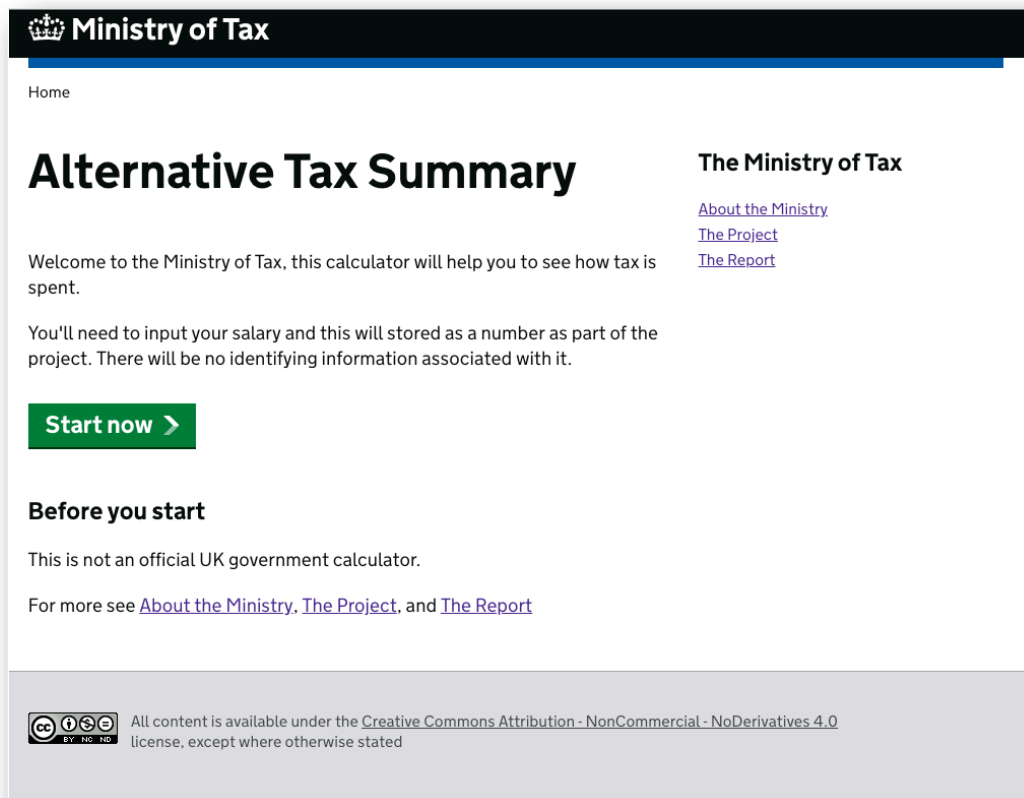 Ministry of Tax
Home
Alternative Tax Summary
Welcome to the Ministry of Tax, this calculator will help you to see how tax is
spent.
You'll need to input your salary and this will stored as a number as part of the
project. There will be no identifying information associated with it.
Start now
Before you start
This is not an official UK government calculator.
For more see About the Ministry, The Project, and The Report
The Ministry of Tax
About the Ministry
The Project
The Report
cc BY NC ND
All content is available under the Creative Commons Attribution - NonCommercial - NoDerivatives 4.0
license, except where otherwise stated